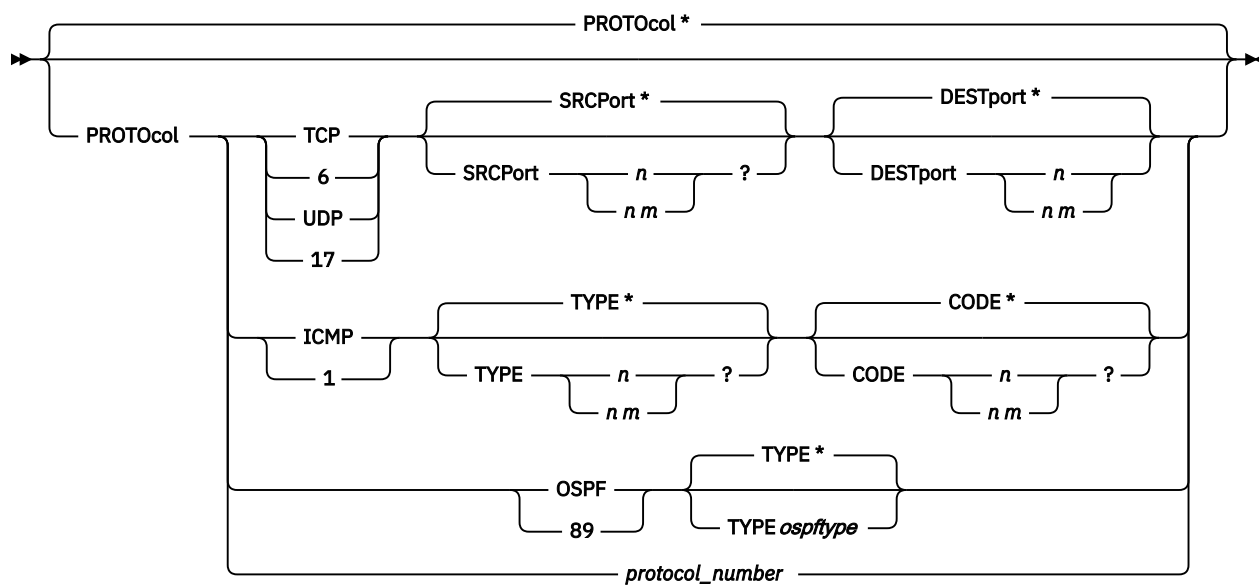 PROTOcol *
SRCPort * DESTport *
PROTOcol TCP
6 SRCPort n ? DESTport n
UDP n m n m
17
TYPE * CODE *
ICMP
1 TYPE n ? CODE n ?
n m n m
TYPE *
OSPF
89 TYPE ospftype
protocol_number